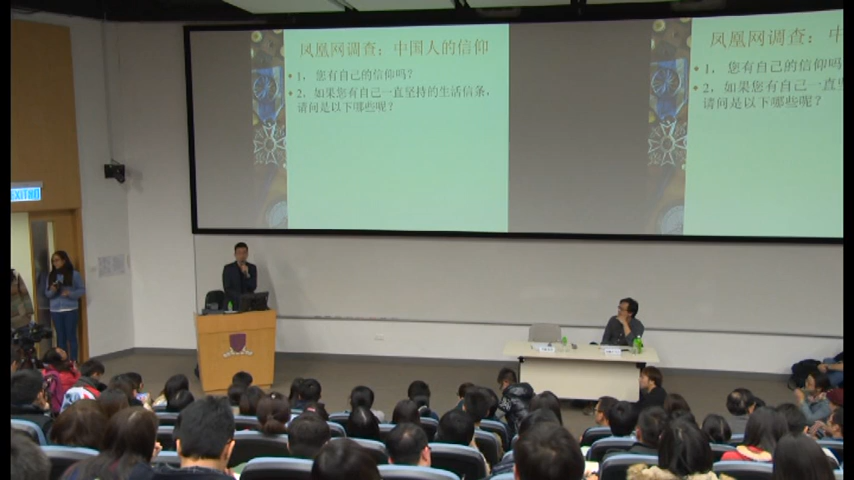 凤凰网调查：中国人的信仰
1，您有自己的信仰吗？
2，如果您有自己一直坚持的生活信条，
请问是以下哪些呢？
凤凰网调查：中
1，您有自己的信仰吗
2，如果您有自己一直坚
请问是以下哪些呢？
EXIT 出